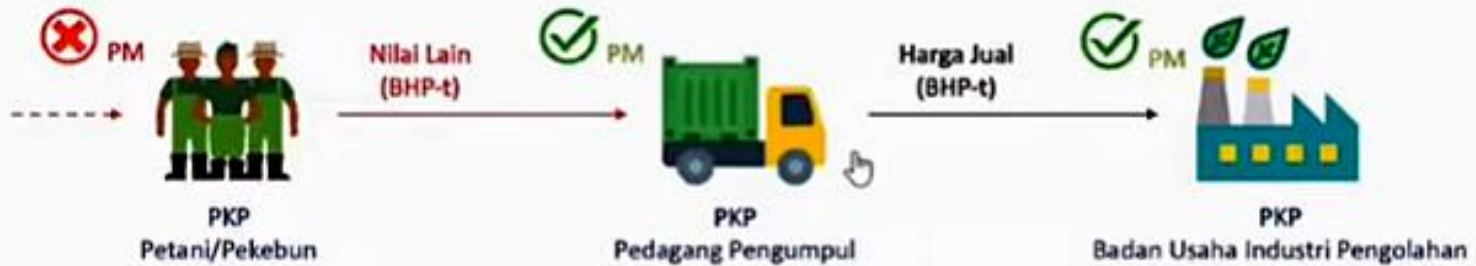 PM
Nilai Lain
(BHP-t)
PM
Harga Jual
(BHP-t)
PM
PKP
Petani/Pekebun
PKP
Pedagang Pengumpul
PKP
Badan Usaha Industri Pengolahan